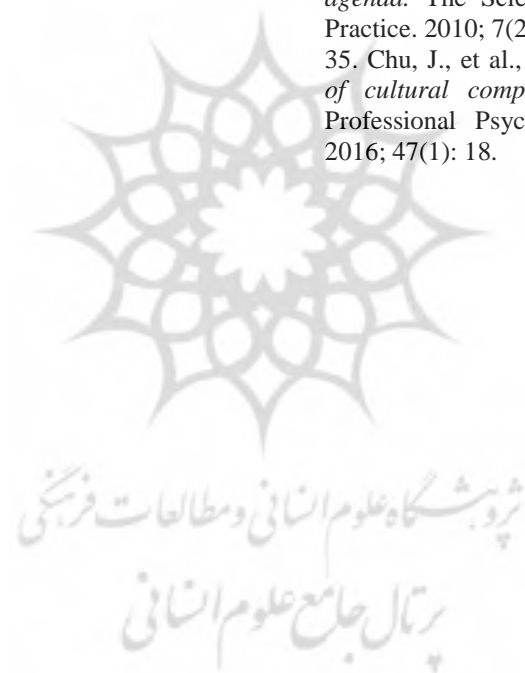 agenda. The Scie
Practice. 2010; 7(2
35. Chu, J., et al.,
of cultural comp
Professional Psyc
2016; 47(1): 18.
پژوهشگاه علوم انسانی و مطالعات فرهنگی
پرتال جامع علوم انسانی